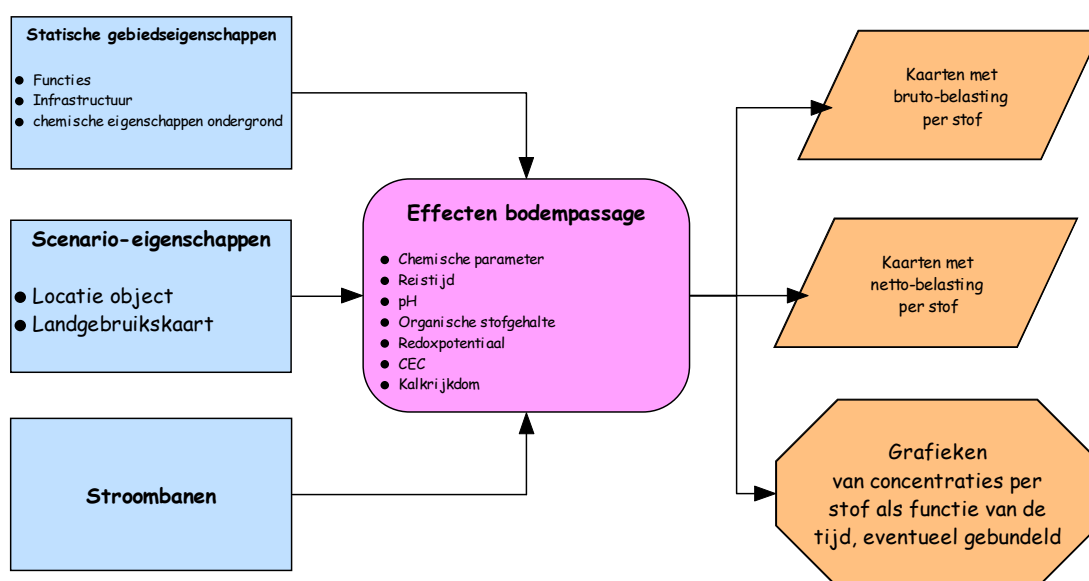 Statische gebiedseigenschappen
● Functies
● Infrastructuur
● chemische eigenschappen ondergrond
Scenario-eigenschappen
● Locatie object
● Landgebruikskaart
Stroombanen
Effecten bodempassage
● Chemische parameter
● Reistijd
● pH
● Organische stofgehalte
● Redoxpotentiaal
● CEC
● Kalkrijkdom
Kaarten met
bruto-belasting
per stof
Kaarten met
netto-belasting
per stof
Grafieken
van concentraties per
stof als functie van de
tijd, eventueel gebundeld